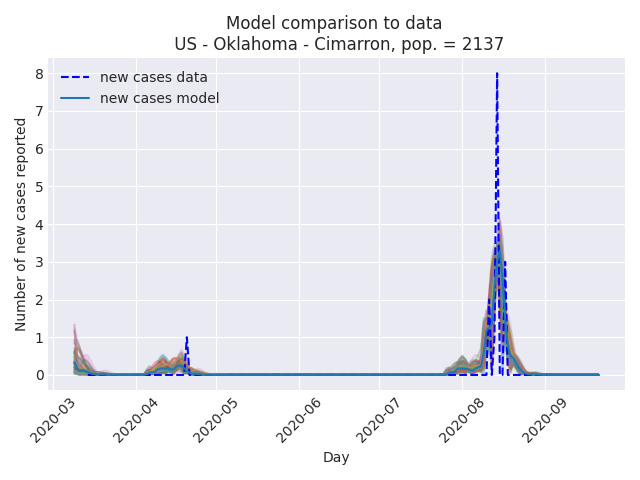 Model comparison to data
US - Oklahoma - Cimarron, pop. = 2137
new cases data
new cases model
Number of new cases reported
8
7
6
5
4
3
2
1
0
2020-03
2020-04
2020-05
2020-06
2020-07
2020-08
2020-09
Day